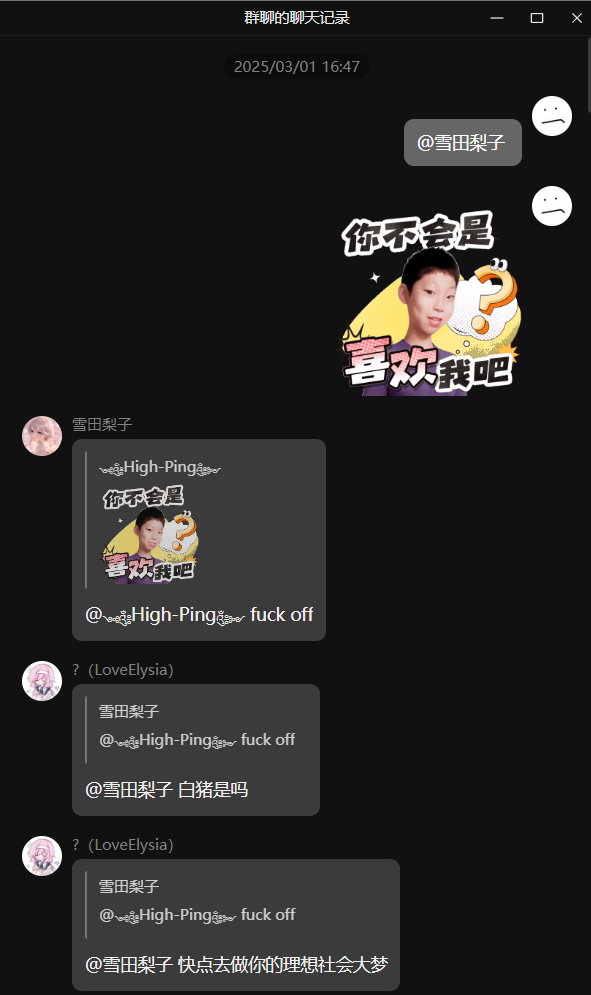 群聊的聊天记录
2025/03/01 16:47
@雪田梨子
你不会是
?
喜欢我吧
雪田梨子
High-Ping
你不会是
?
喜欢我吧
@High-Ping fuck off
？（LoveElysia）
雪田梨子
@High-Ping fuck off
@雪田梨子 白猪是吗
？（LoveElysia）
雪田梨子
@High-Ping fuck off
@雪田梨子 快点去做你的理想社会大梦